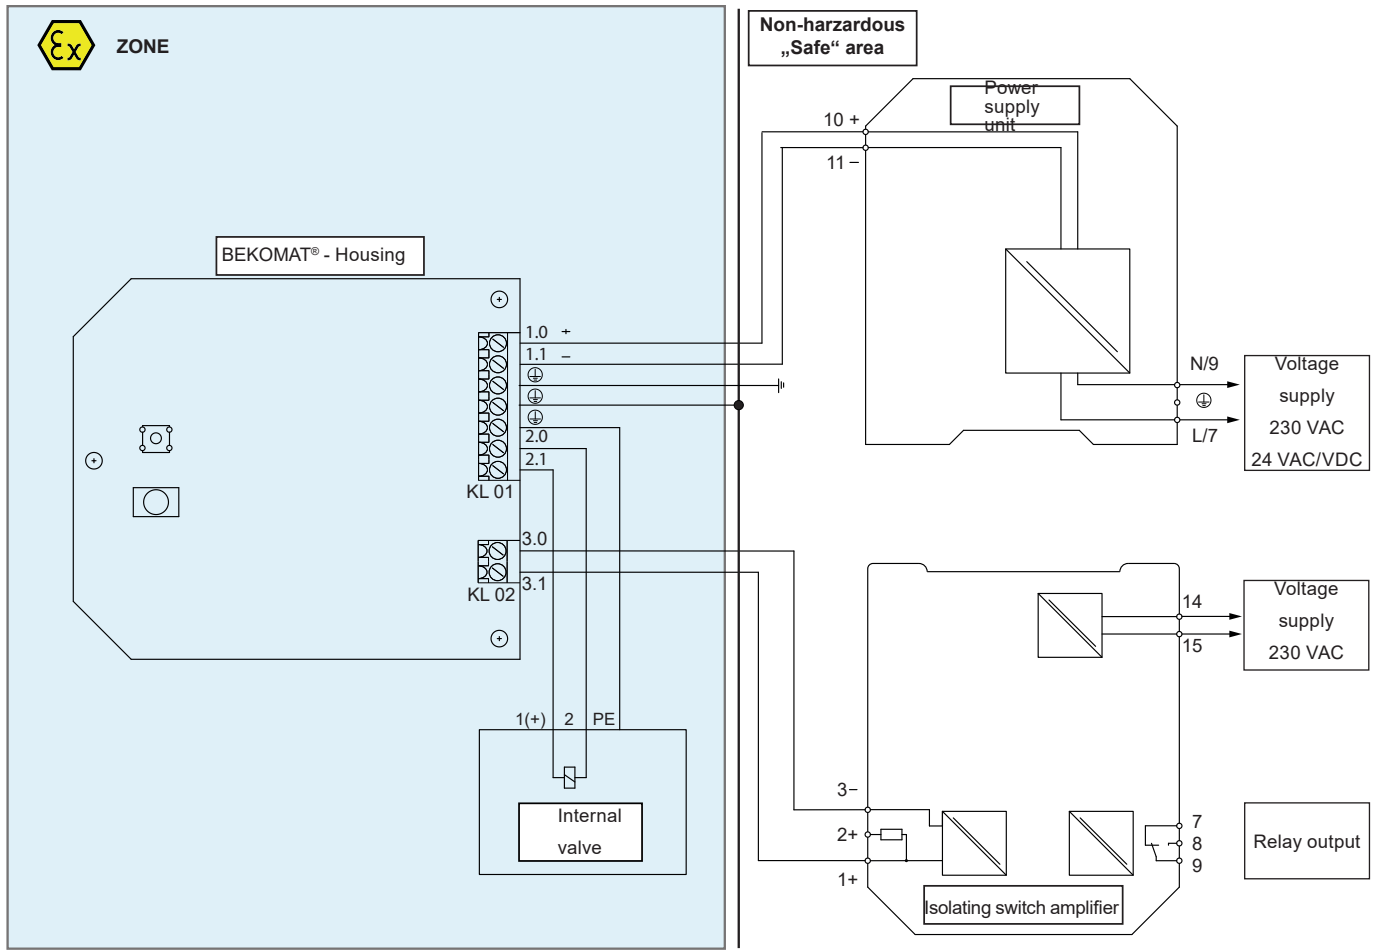 Ex
ZONE
Non-harzardous
„Safe“ area
Power
supply
unit
10 +
11 –
BEKOMAT® - Housing
1.0 +
1.1 –
2.0
2.1
KL 01
3.0
3.1
KL 02
N/9
L/7
Voltage
supply
230 VAC
24 VAC/VDC
14
15
Voltage
supply
230 VAC
1(+) 2 PE
Internal
valve
3–
2+
1+
7
8
9
Relay output
Isolating switch amplifier